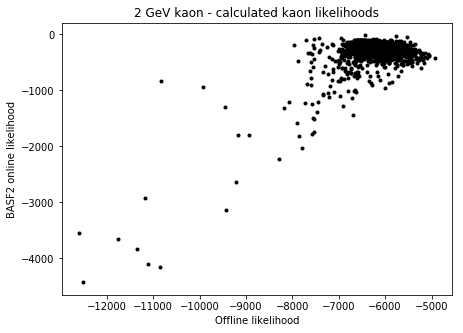 2 GeV kaon - calculated kaon likelihoods
0
−1000
−2000
−3000
−4000
BASF2 online likelihood
−12000 −11000 −10000 −9000 −8000 −7000 −6000 −5000
Offline likelihood